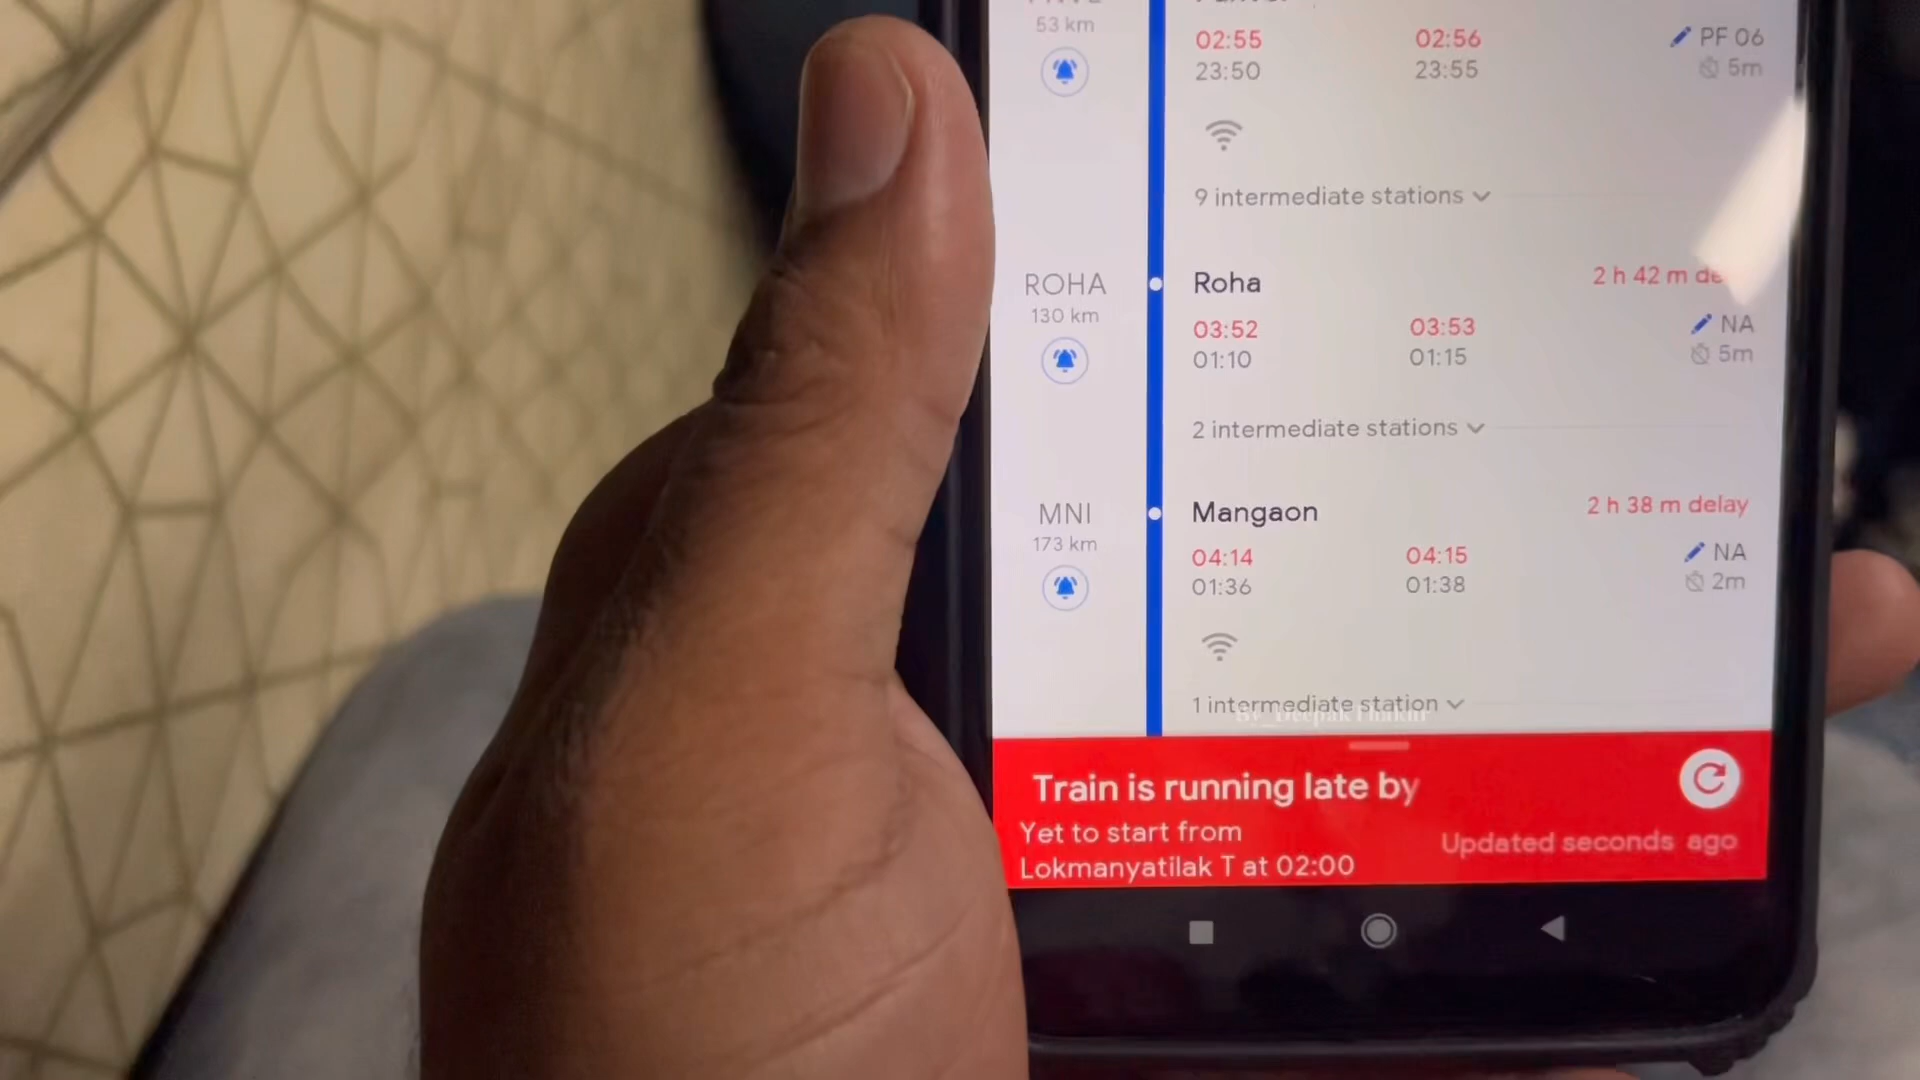 53 km
02:55 02:56 PF 06
23:50 23:55 5m
9 intermediate stations
ROHA Roha 2 h 42 m
130 km 03:52 03:53 NA
01:10 01:15 5m
2 intermediate stations
MNI Mangaon 2 h 38 m delay
173 km 04:14 04:15 NA
01:36 01:38 2m
1 intermediate station
Train is running late by
Yet to start from
Lokmanyatilak T at 02:00
Updated seconds ago